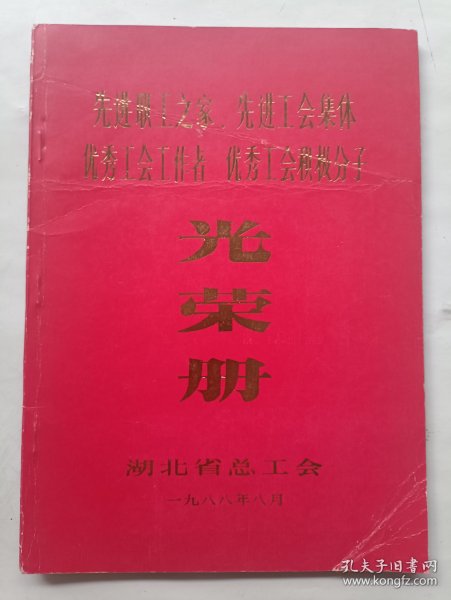 先进职工之家、先进工会集体
优秀工会工作者 优秀工会积极分子
光
荣
册
湖北省总工会
一九八八年八月
孔夫子旧书网
www.kongfz.com